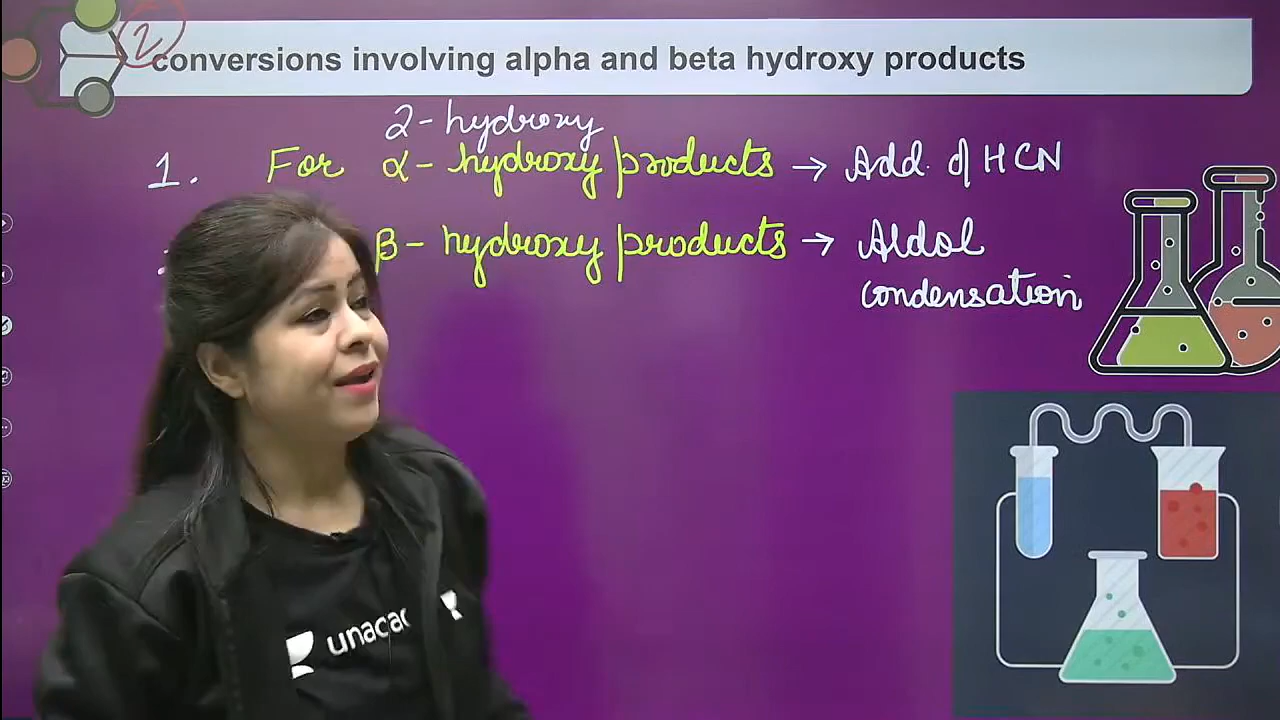 2
conversions involving alpha and beta hydroxy products
2-hydroxy
1. For α- hydroxy products → Add. of HCN
β- hydroxy products → Aldol
condensation
unacad